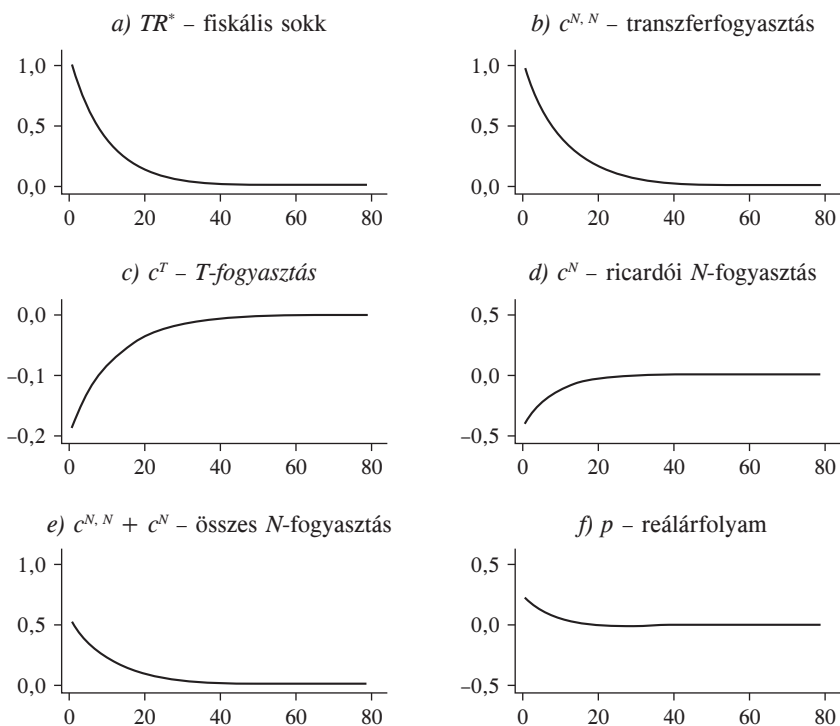 a) TR* – fiskális sokk
1,0
0,5
0,0
0 20 40 60 80
b) c^N, N – transzferfogyasztás
1,0
0,5
0,0
0 20 40 60 80
c) c^T – T-fogyasztás
0,0
–0,1
–0,2
0 20 40 60 80
d) c^N – ricardói N-fogyasztás
0,5
0,0
–0,5
0 20 40 60 80
e) c^N, N + c^N – összes N-fogyasztás
1,0
0,5
0,0
0 20 40 60 80
f) p – reálárfolyam
0,5
0,0
–0,5
0 20 40 60 80